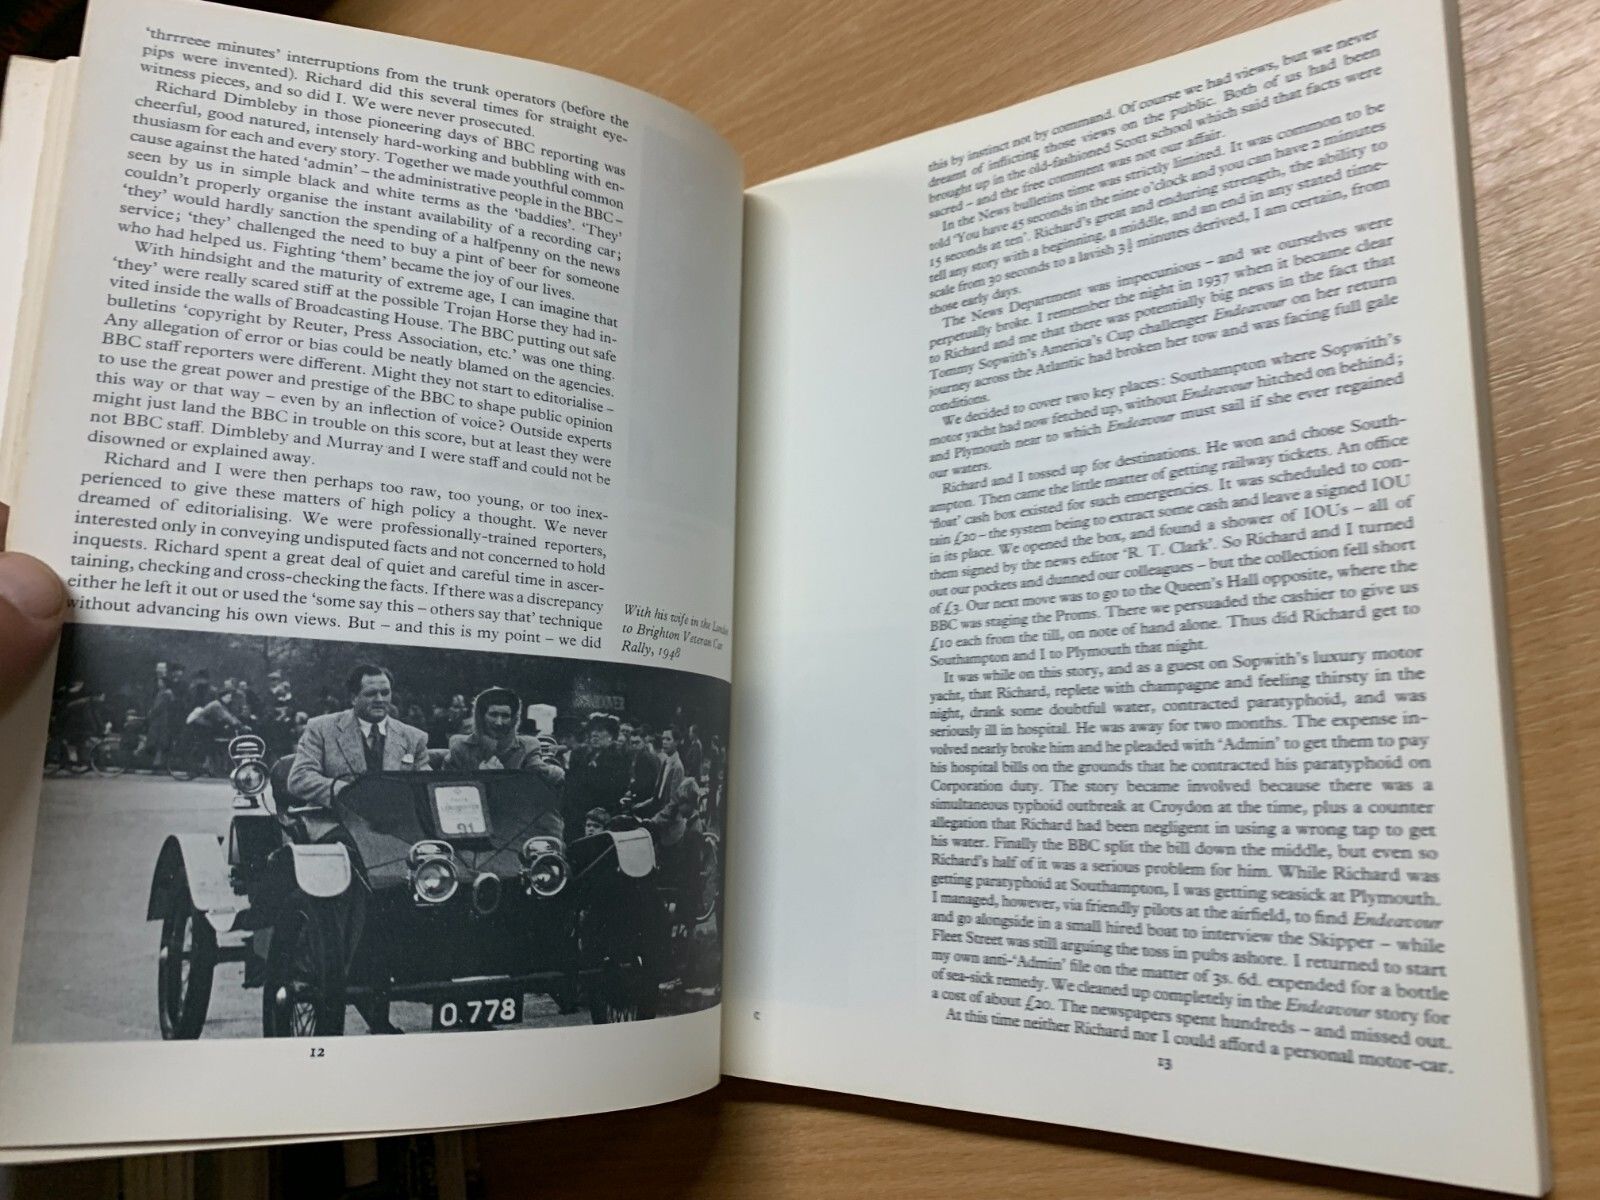 ‘thrrreee minutes’ interruptions from the trunk operators (before the
pips were invented). Richard did this several times for straight eye-
witness pieces, and so did I. We were never prosecuted.
Richard Dimbleby in those pioneering days of BBC reporting was
cheerful, good natured, intensely hard-working and bubbling with en-
thusiasm for each and every story. Together we made youthful common
cause against the hated ‘admin’ – the administrative people in the BBC –
seen by us in simple black and white terms as the ‘baddies’. ‘They’
couldn’t properly organise the instant availability of a recording car;
‘they’ would hardly sanction the spending of a halfpenny on the news
service; ‘they’ challenged the need to buy a pint of beer for someone
who had helped us. Fighting ‘them’ became the joy of our lives.
With hindsight and the maturity of extreme age, I can imagine that
‘they’ were really scared stiff at the possible Trojan Horse they had in-
vited inside the walls of Broadcasting House. The BBC putting out safe
bulletins ‘copyright by Reuter, Press Association, etc.’ was one thing.
Any allegation of error or bias could be neatly blamed on the agencies.
BBC staff reporters were different. Might they not start to editorialise –
to use the great power and prestige of the BBC to shape public opinion
this way or that way – even by an inflection of voice? Outside experts
might just land the BBC in trouble on this score, but at least they were
not BBC staff. Dimbleby and Murray and I were staff and could not be
disowned or explained away.
Richard and I were then perhaps too raw, too young, or too inex-
perienced to give these matters of high policy a thought. We never
dreamed of editorialising. We were professionally-trained reporters,
interested only in conveying undisputed facts and not concerned to hold
inquests. Richard spent a great deal of quiet and careful time in ascer-
taining, checking and cross-checking the facts. If there was a discrepancy
either he left it out or used the ‘some say this – others say that’ technique
without advancing his own views. But – and this is my point – we did
With his wife in the London
to Brighton Veteran Car
Rally, 1948
91
O.778
12
this by instinct not by command. Of course we had views, but we never
dreamt of inflicting those views on the public. Both of us had been
brought up in the old-fashioned Scott school which said that facts were
sacred – and the free comment was not our affair.
In the News bulletins time was strictly limited. It was common to be
told ‘You have 45 seconds in the nine o’clock and you can have 2 minutes
15 seconds at ten’. Richard’s great and enduring strength, the ability to
tell any story with a beginning, a middle, and an end in any stated time-
scale from 30 seconds to a lavish 3½ minutes derived, I am certain, from
those early days.
The News Department was impecunious – and we ourselves were
perpetually broke. I remember the night in 1937 when it became clear
to Richard and me that there was potentially big news in the fact that
Tommy Sopwith’s America’s Cup challenger Endeavour on her return
journey across the Atlantic had broken her tow and was facing full gale
conditions.
We decided to cover two key places: Southampton where Sopwith’s
motor yacht had now fetched up, without Endeavour hitched on behind;
and Plymouth near to which Endeavour must sail if she ever regained
our waters.
Richard and I tossed up for destinations. He won and chose South-
ampton. Then came the little matter of getting railway tickets. An office
‘float’ cash box existed for such emergencies. It was scheduled to con-
tain £20 – the system being to extract some cash and leave a signed IOU
in its place. We opened the box, and found a shower of IOUs – all of
them signed by the news editor ‘R. T. Clark’. So Richard and I turned
out our pockets and dunned our colleagues – but the collection fell short
of £3. Our next move was to go to the Queen’s Hall opposite, where the
BBC was staging the Proms. There we persuaded the cashier to give us
£10 each from the till, on note of hand alone. Thus did Richard get to
Southampton and I to Plymouth that night.
It was while on this story, and as a guest on Sopwith’s luxury motor
yacht, that Richard, replete with champagne and feeling thirsty in the
night, drank some doubtful water, contracted paratyphoid, and was
seriously ill in hospital. He was away for two months. The expense in-
volved nearly broke him and he pleaded with ‘Admin’ to get them to pay
his hospital bills on the grounds that he contracted his paratyphoid on
Corporation duty. The story became involved because there was a
simultaneous typhoid outbreak at Croydon at the time, plus a counter
allegation that Richard had been negligent in using a wrong tap to get
his water. Finally the BBC split the bill down the middle, but even so
Richard’s half of it was a serious problem for him. While Richard was
getting paratyphoid at Southampton, I was getting seasick at Plymouth.
I managed, however, via friendly pilots at the airfield, to find Endeavour
and go alongside in a small hired boat to interview the Skipper – while
Fleet Street was still arguing the toss in pubs ashore. I returned to start
my own anti-‘Admin’ file on the matter of 3s. 6d. expended for a bottle
of sea-sick remedy. We cleaned up completely in the Endeavour story for
a cost of about £20. The newspapers spent hundreds – and missed out.
At this time neither Richard nor I could afford a personal motor-car.
C
13